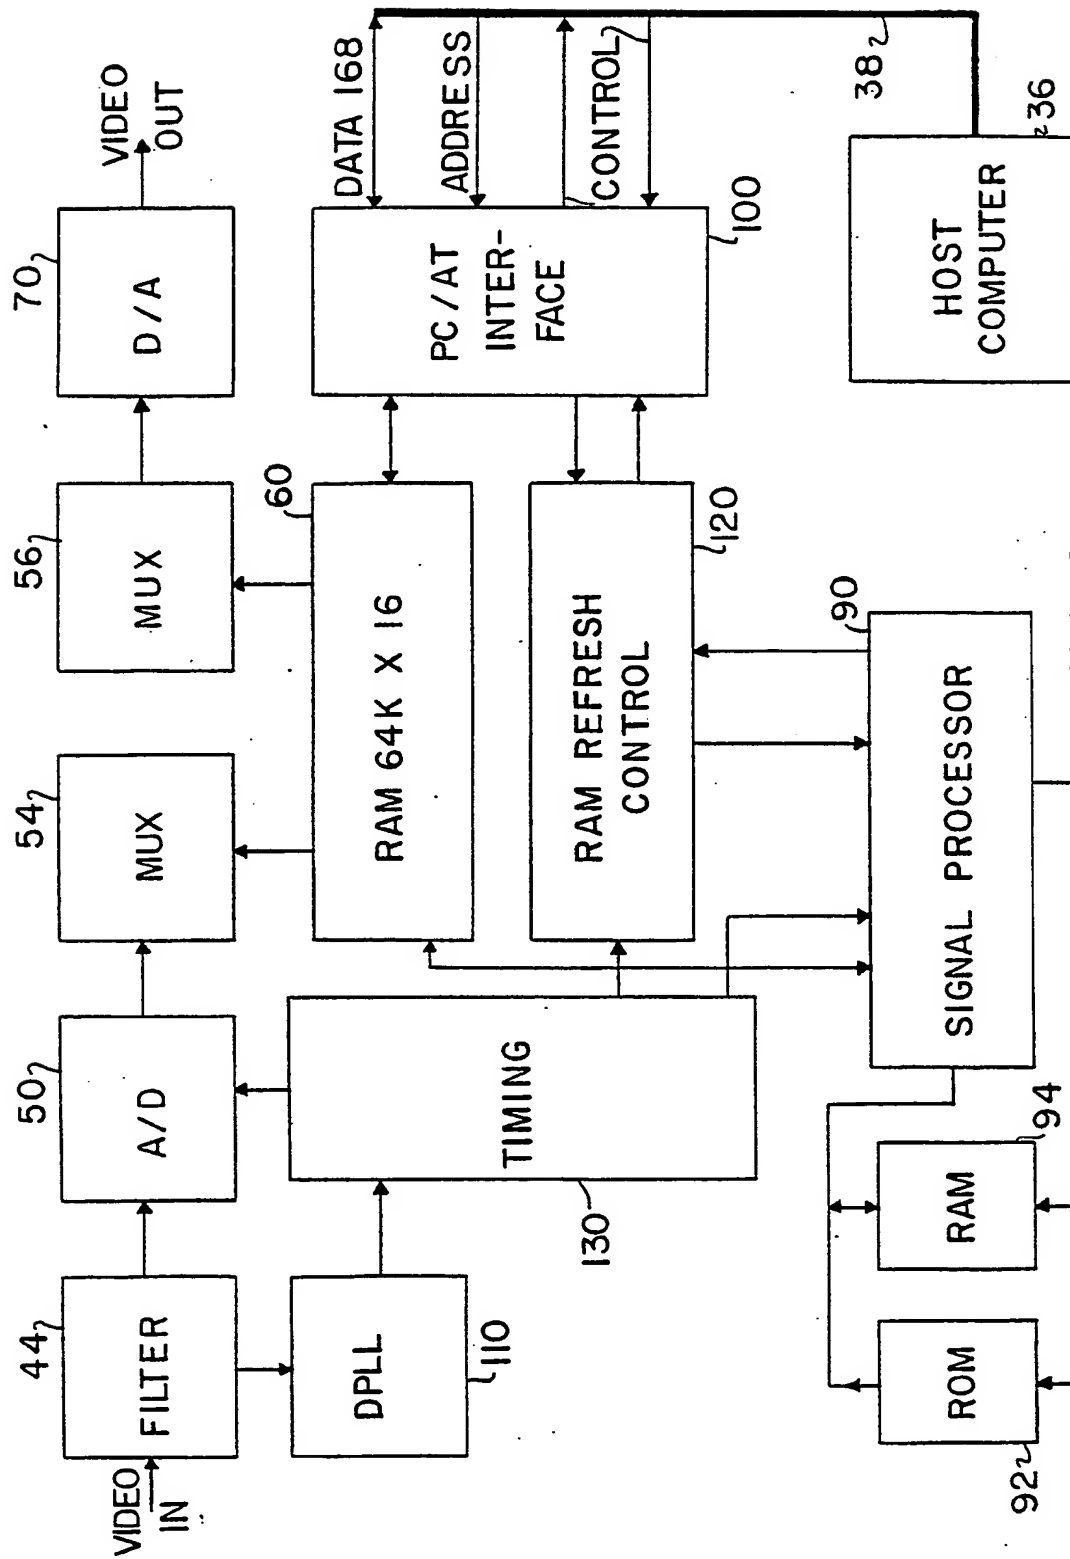 VIDEO
IN
44
FILTER
50
A/D
54
MUX
56
MUX
70
D/A
VIDEO
OUT
DPLL
110
TIMING
130
60
RAM 64K X 16
RAM REFRESH
CONTROL
120
PC/AT
INTER-
FACE
100
DATA 168
ADDRESS
CONTROL
38
ROM
92
RAM
94
SIGNAL PROCESSOR
90
HOST
COMPUTER
36